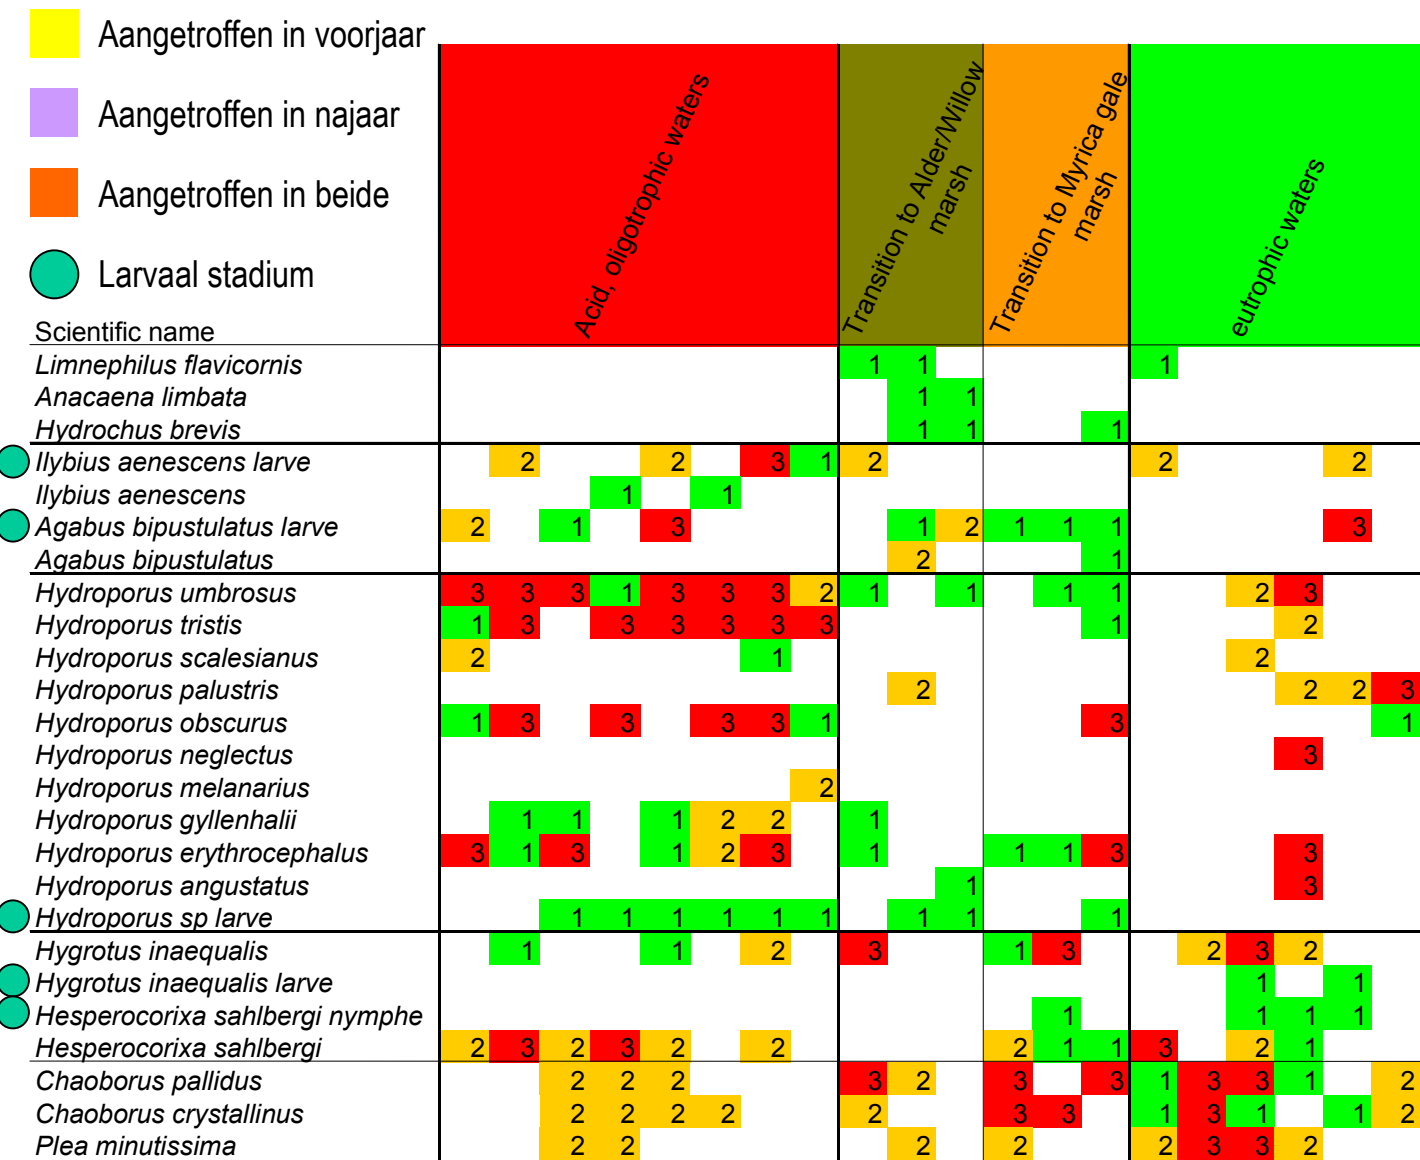 Aangetroffen in voorjaar
Aangetroffen in najaar
Aangetroffen in beide
Larvaal stadium
Acid, oligotrophic waters
Transition to Alder/Willow
marsh
Transition to Myrica gale
marsh
eutrophic waters
Scientific name
Limnephilus flavicornis 1 1 1
Anacaena limbata 1 1
Hydrochus brevis 1 1 1
Ilybius aenescens larve 2 2 3 1 2 2 2
Ilybius aenescens 1 1
Agabus bipustulatus larve 2 1 3 1 2 1 1 1 3
Agabus bipustulatus 2 1
Hydroporus umbrosus 3 3 3 1 3 3 3 2 1 1 1 1 2 3
Hydroporus tristis 1 3 3 3 3 3 3 1 2
Hydroporus scalesianus 2 1 2
Hydroporus palustris 2 2 2 3
Hydroporus obscurus 1 3 3 3 3 1 3 1
Hydroporus neglectus 3
Hydroporus melanarius 2
Hydroporus gyllenhalii 1 1 1 2 2 1
Hydroporus erythrocephalus 3 1 3 1 2 3 1 1 1 3 3
Hydroporus angustatus 1 3
Hydroporus sp larve 1 1 1 1 1 1 1 1 1
Hygrotus inaequalis 1 1 2 3 1 3 2 3 2
Hygrotus inaequalis larve 1 1
Hesperocorixa sahlbergi nymphe 1 1 1 1
Hesperocorixa sahlbergi 2 3 2 3 2 2 2 1 1 3 2 1
Chaoborus pallidus 2 2 2 3 2 3 3 1 3 3 1 2
Chaoborus crystallinus 2 2 2 2 2 3 3 1 3 1 1 2
Plea minutissima 2 2 2 2 2 3 3 2